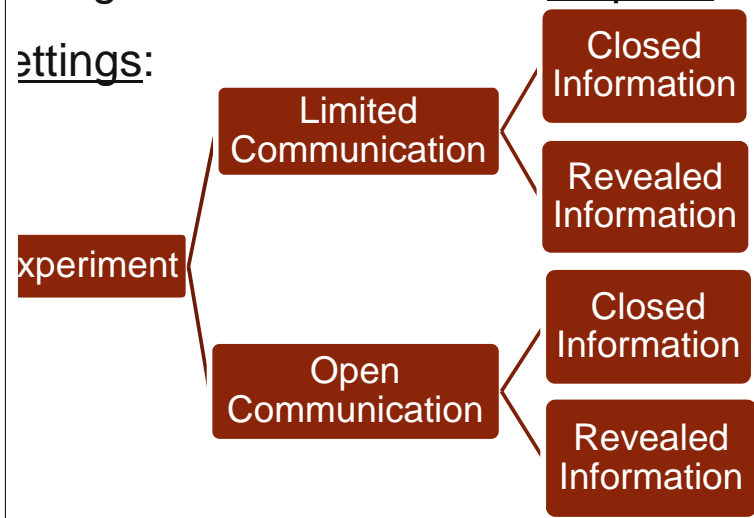 ettings:
Closed
Information
Limited
Communication
Revealed
Information
xperiment
Closed
Information
Open
Communication
Revealed
Information